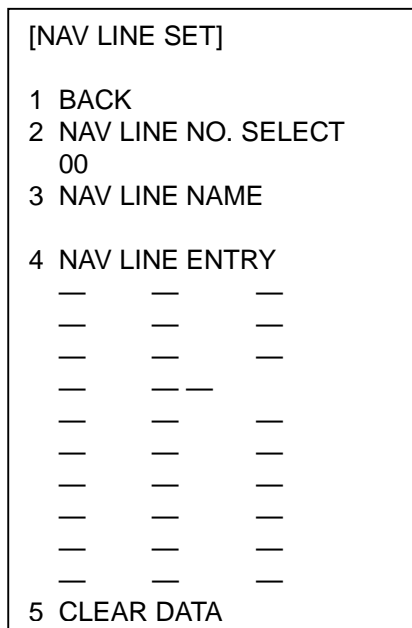 [NAV LINE SET]
1 BACK
2 NAV LINE NO. SELECT
00
3 NAV LINE NAME
4 NAV LINE ENTRY
— — —
— — —
— — —
— — —
— — —
— — —
— — —
— — —
— — —
— — —
5 CLEAR DATA